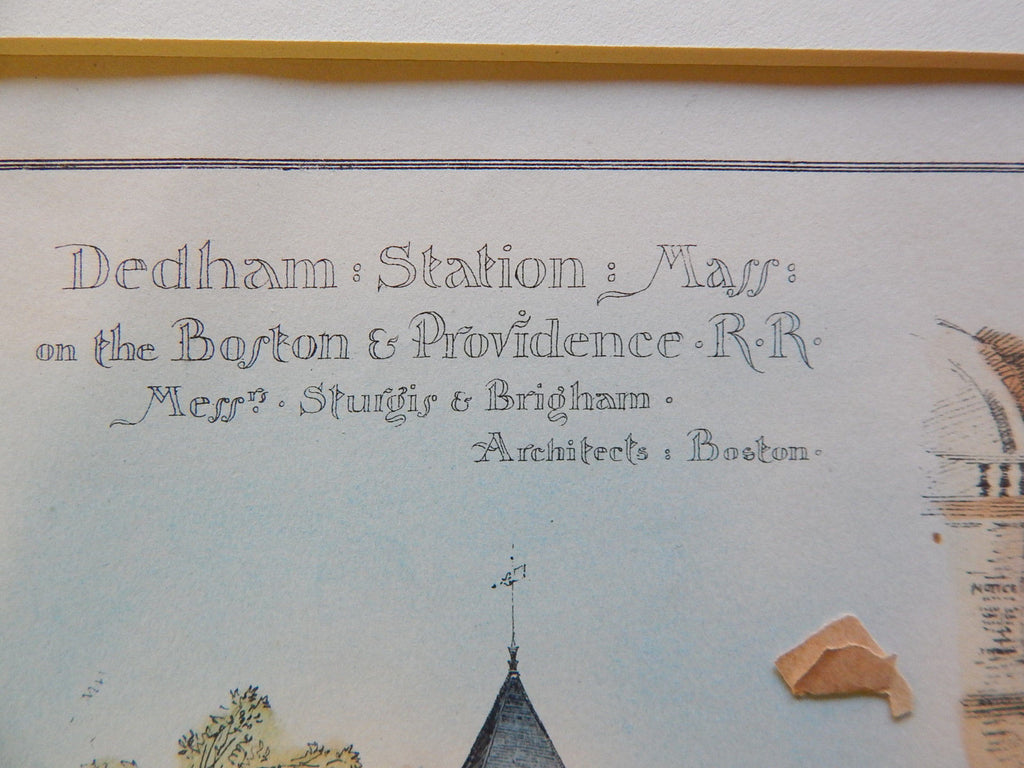 Dedham : Station : Mass :
on the Boston & Providence · R · R ·
Messrs · Sturgis & Brigham ·
Architects : Boston ·